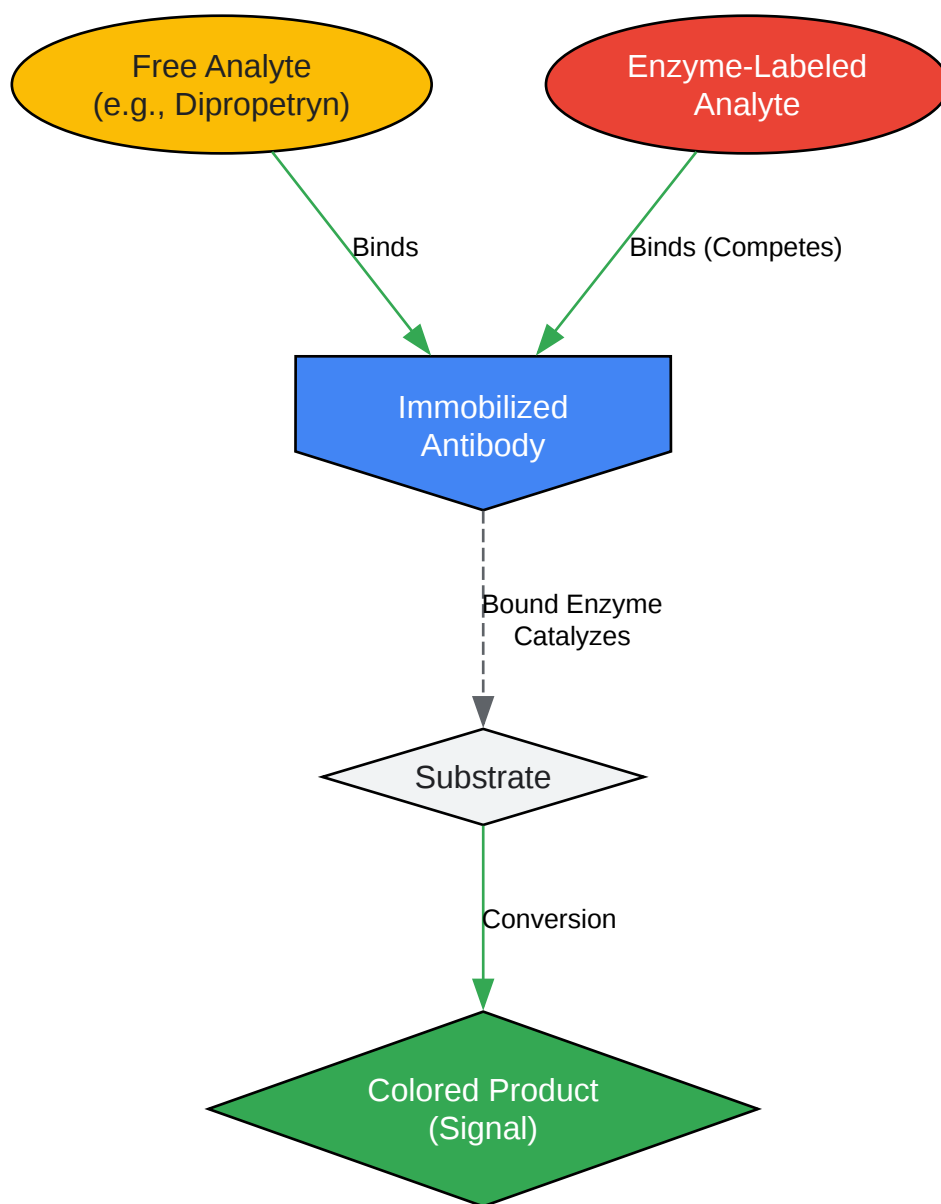 Free Analyte
(e.g., Dipropetryn)
Enzyme-Labeled
Analyte
Binds
Binds (Competes)
Immobilized
Antibody
Bound Enzyme
Catalyzes
Substrate
Conversion
Colored Product
(Signal)